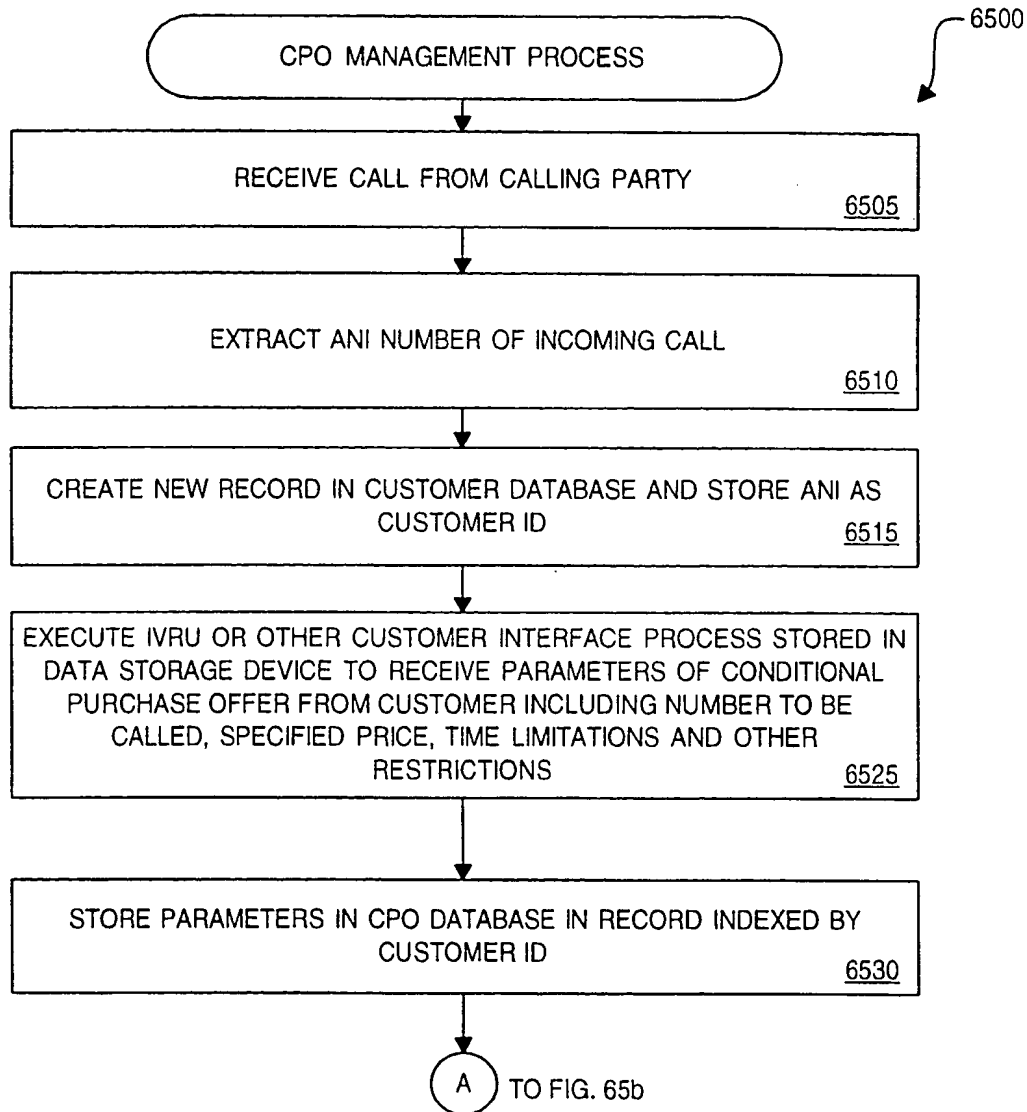 6500
CPO MANAGEMENT PROCESS
RECEIVE CALL FROM CALLING PARTY
6505
EXTRACT ANI NUMBER OF INCOMING CALL
6510
CREATE NEW RECORD IN CUSTOMER DATABASE AND STORE ANI AS
CUSTOMER ID
6515
EXECUTE IVRU OR OTHER CUSTOMER INTERFACE PROCESS STORED IN
DATA STORAGE DEVICE TO RECEIVE PARAMETERS OF CONDITIONAL
PURCHASE OFFER FROM CUSTOMER INCLUDING NUMBER TO BE
CALLED, SPECIFIED PRICE, TIME LIMITATIONS AND OTHER
RESTRICTIONS
6525
STORE PARAMETERS IN CPO DATABASE IN RECORD INDEXED BY
CUSTOMER ID
6530
A TO FIG. 65b